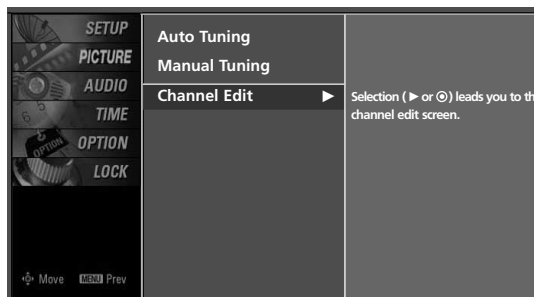 SETUP
PICTURE
AUDIO
TIME
OPTION
LOCK
Move MENU Prev
Auto Tuning
Manual Tuning
Channel Edit ►
Selection ( ► or ⊙) leads you to th
channel edit screen.